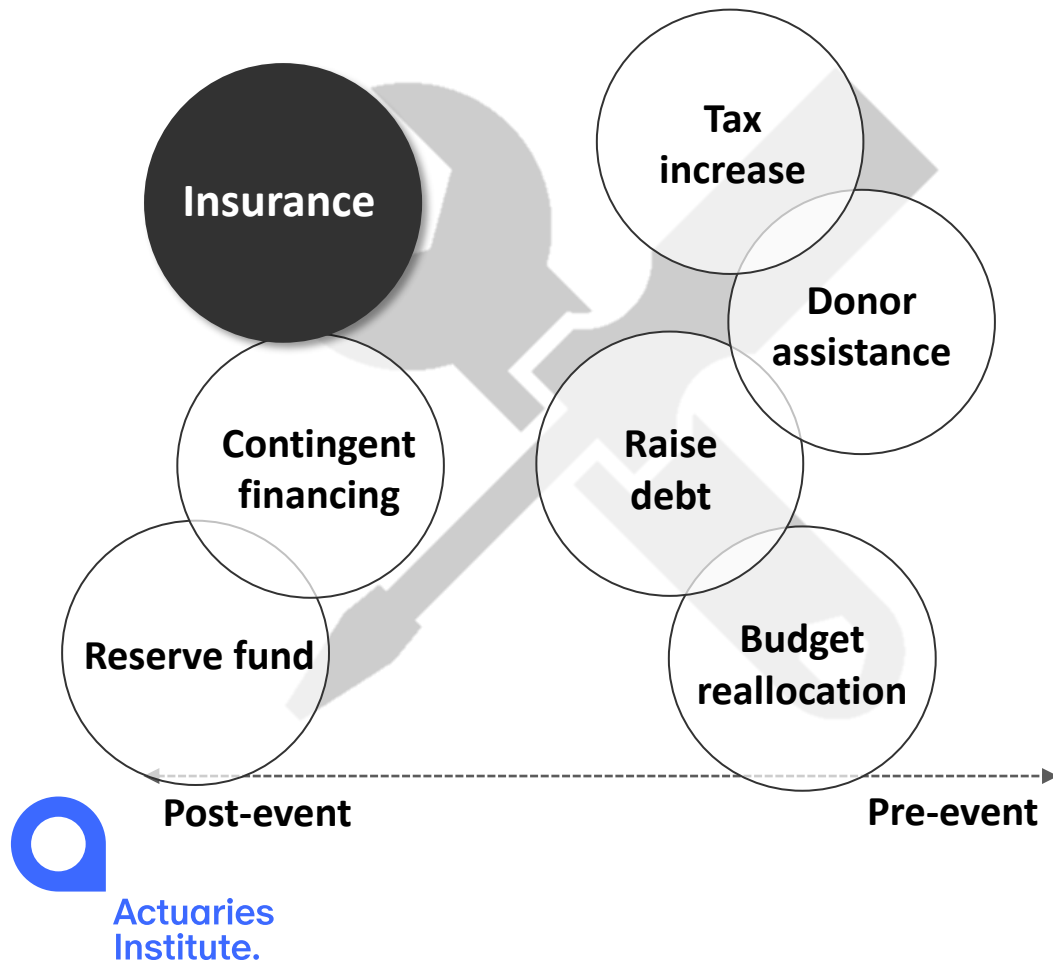 Tax
increase
Insurance
Donor
assistance
Contingent
financing
Raise
debt
Reserve fund
Budget
reallocation
Post-event
Pre-event
Actuaries
Institute.